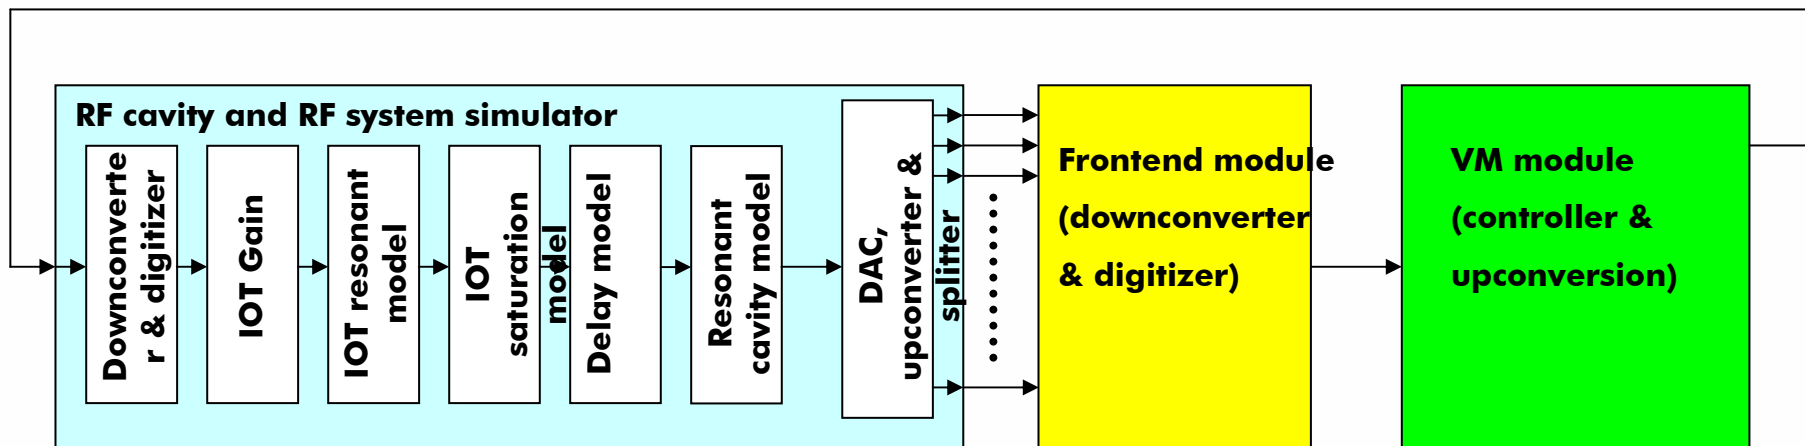 RF cavity and RF system simulator
Downconverte
r & digitizer
IOT Gain
IOT resonant
model
IOT
saturation
model
Delay model
Resonant
cavity model
DAC,
upconverter &
splitter
Frontend module
(downconverter
& digitizer)
VM module
(controller &
upconversion)